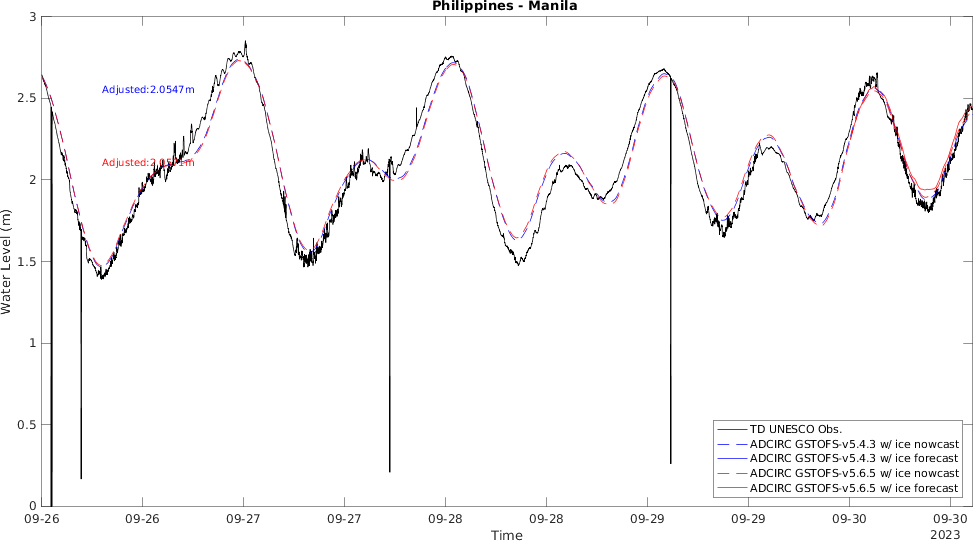 Philippines - Manila
3
2.5
2
1.5
1
0.5
0
Water Level (m)
Adjusted:2.0547m
09-26
09-26
09-27
09-27
09-28
09-28
09-29
09-29
09-30
09-30
2023
Time
TD UNESCO Obs.
ADCIRC GSTOFS-v5.4.3 w/ ice nowcast
ADCIRC GSTOFS-v5.4.3 w/ ice forecast
ADCIRC GSTOFS-v5.6.5 w/ ice nowcast
ADCIRC GSTOFS-v5.6.5 w/ ice forecast